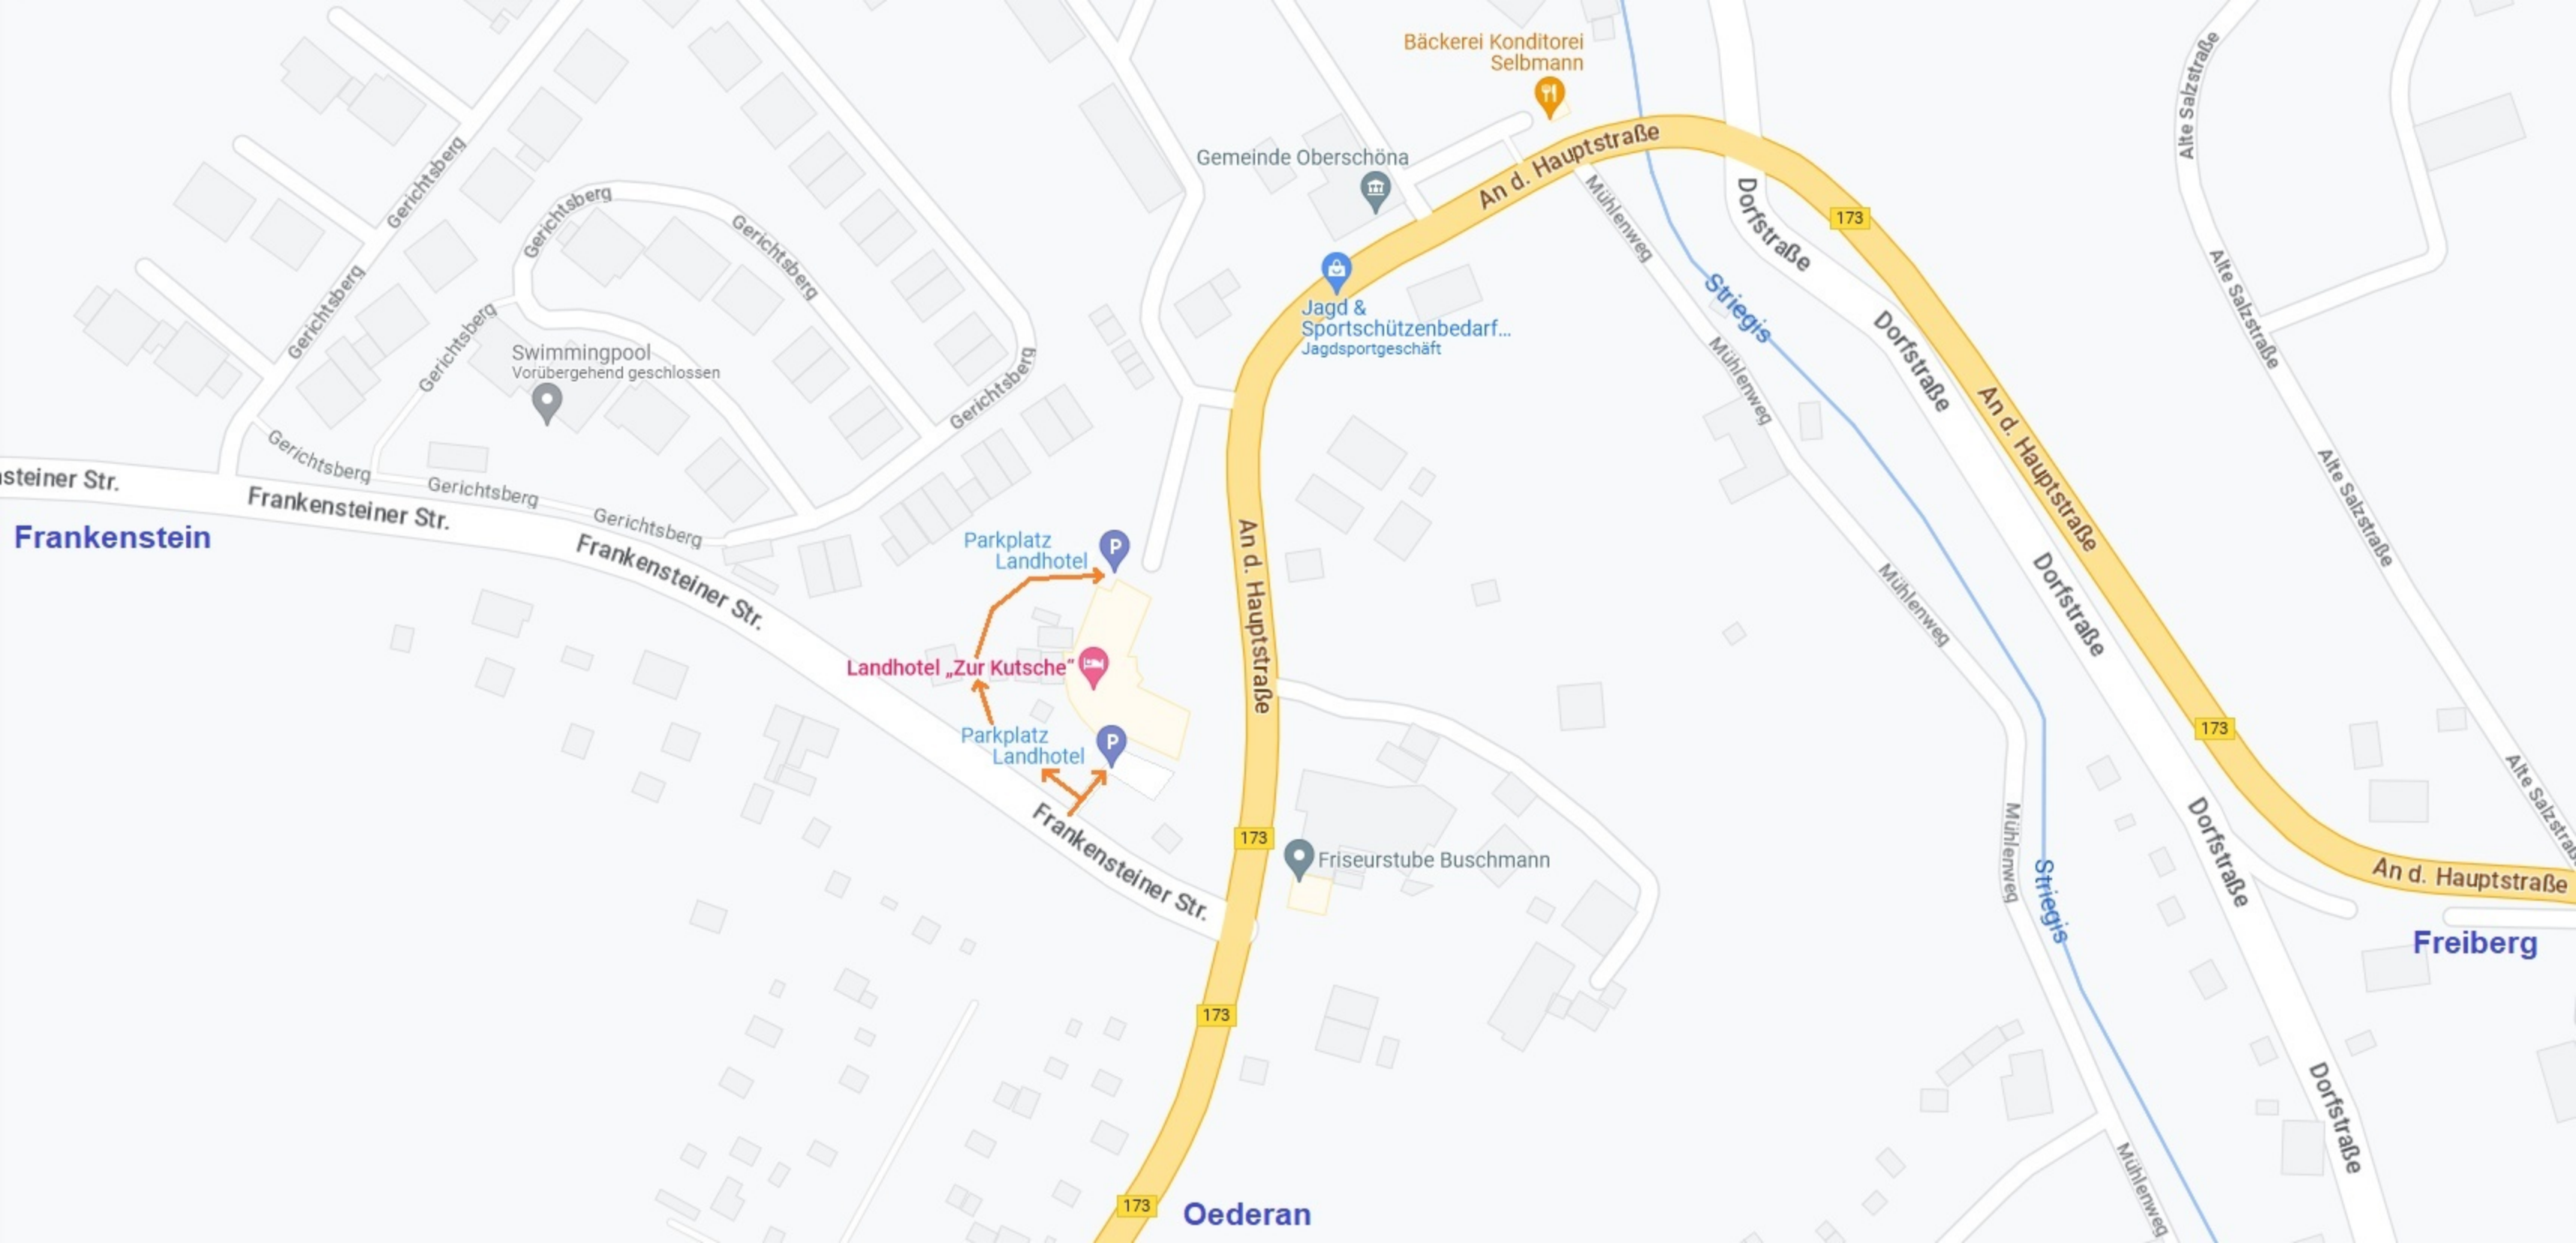 Bäckerei Konditorei
Selbmann
An d. Hauptstraße
Gemeinde Oberschöna
Alte Salzstraße
Gerichtsberg
Gerichtsberg
Gerichtsberg
Mühlenweg
Dorfstraße
173
Jagd &
Sportschützenbedarf...
Jagdsportgeschäft
Striegis
Alte Salzstraße
Gerichtsberg
Gerichtsberg
Swimmingpool
Vorübergehend geschlossen
Gerichtsberg
Mühlenweg
Dorfstraße
An d. Hauptstraße
Alte Salzstraße
nsteiner Str.
Gerichtsberg
Gerichtsberg
Gerichtsberg
Frankensteiner Str.
Frankenstein
Frankensteiner Str.
Parkplatz
Landhotel
An d. Hauptstraße
Mühlenweg
Dorfstraße
Landhotel „Zur Kutsche“
Parkplatz
Landhotel
P
P
173
Alte Salzstraße
Frankensteiner Str.
173
Friseurstube Buschmann
Mühlenweg
Striegis
Dorfstraße
An d. Hauptstraße
Freiberg
173
Dorfstraße
Mühlenweg
173
Oederan